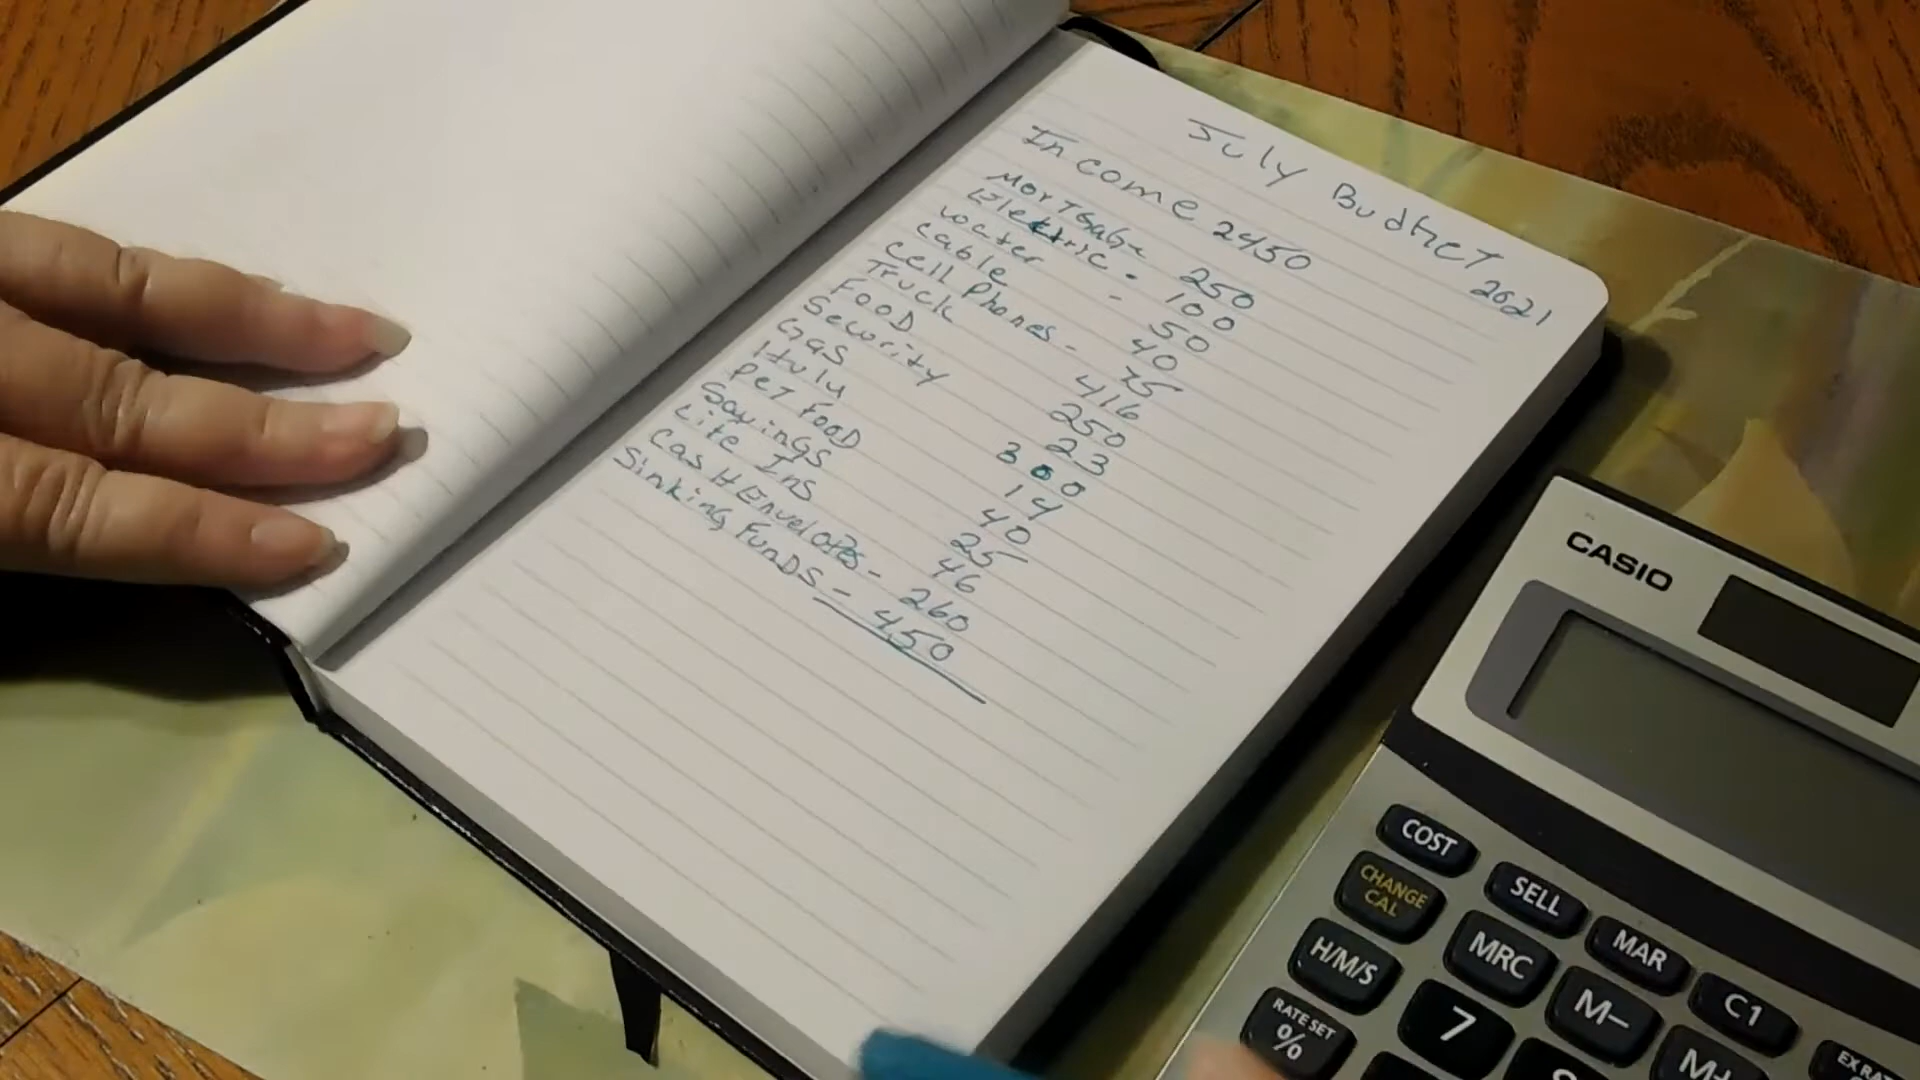 July Budget 2021
Income 2450
Mortgage 250
Electric - 100
water - 50
cable 40
cell phones - 75
Truck 416
Food 250
Security 23
Gas 300
Hulu 14
Pet Food 40
Savings 25
Life Ins 46
Cash Envelopes - 260
Sinking Funds - 450
CASIO
COST
CHANGE CAL
SELL
H/M/S
MRC
MAR
RATE SET
%
7
M-
C1
M+